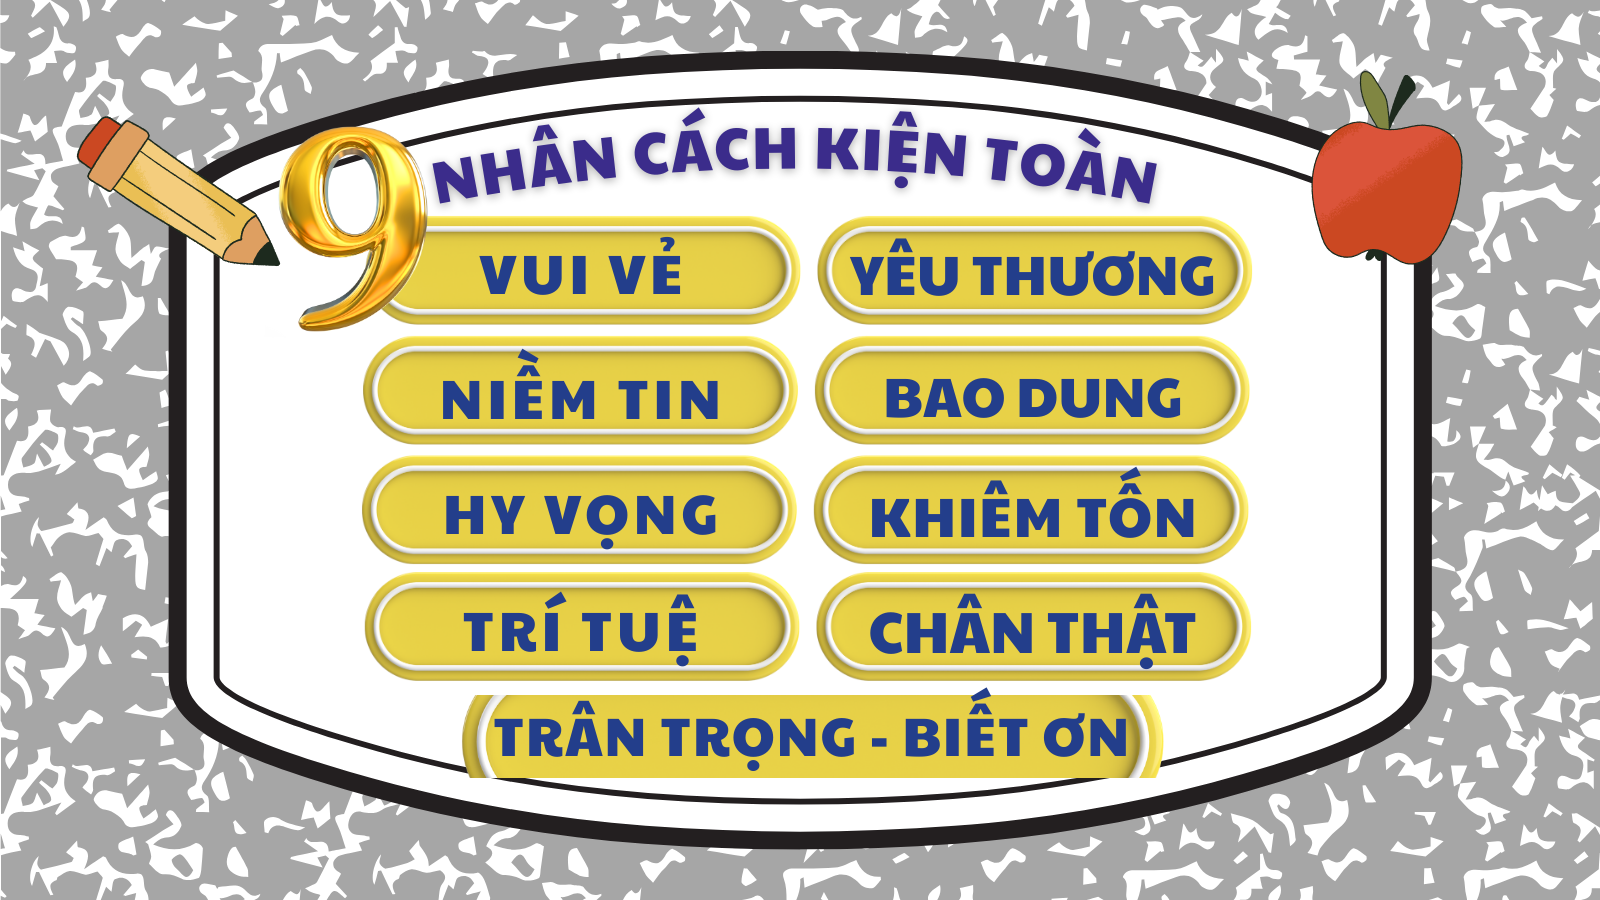 9 NHÂN CÁCH KIỆN TOÀN
VUI VẺ
YÊU THƯƠNG
NIỀM TIN
BAO DUNG
HY VỌNG
KHIÊM TỐN
TRÍ TUỆ
CHÂN THẬT
TRÂN TRỌNG - BIẾT ƠN